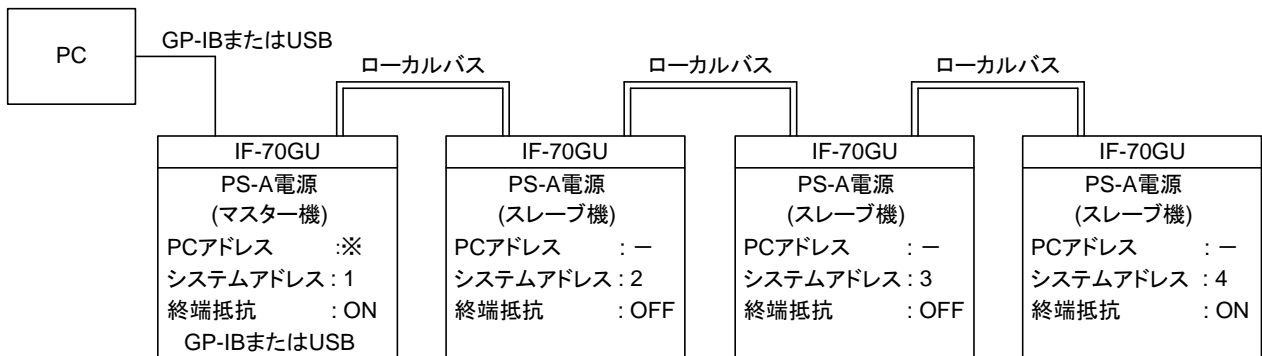 PC
GP-IBまたはUSB
ローカルバス
ローカルバス
ローカルバス
IF-70GU
PS-A電源
(マスター機)
PCアドレス :※
システムアドレス : 1
終端抵抗 : ON
GP-IBまたはUSB
IF-70GU
PS-A電源
(スレーブ機)
PCアドレス : －
システムアドレス : 2
終端抵抗 : OFF
IF-70GU
PS-A電源
(スレーブ機)
PCアドレス : －
システムアドレス : 3
終端抵抗 : OFF
IF-70GU
PS-A電源
(スレーブ機)
PCアドレス : －
システムアドレス : 4
終端抵抗 : ON